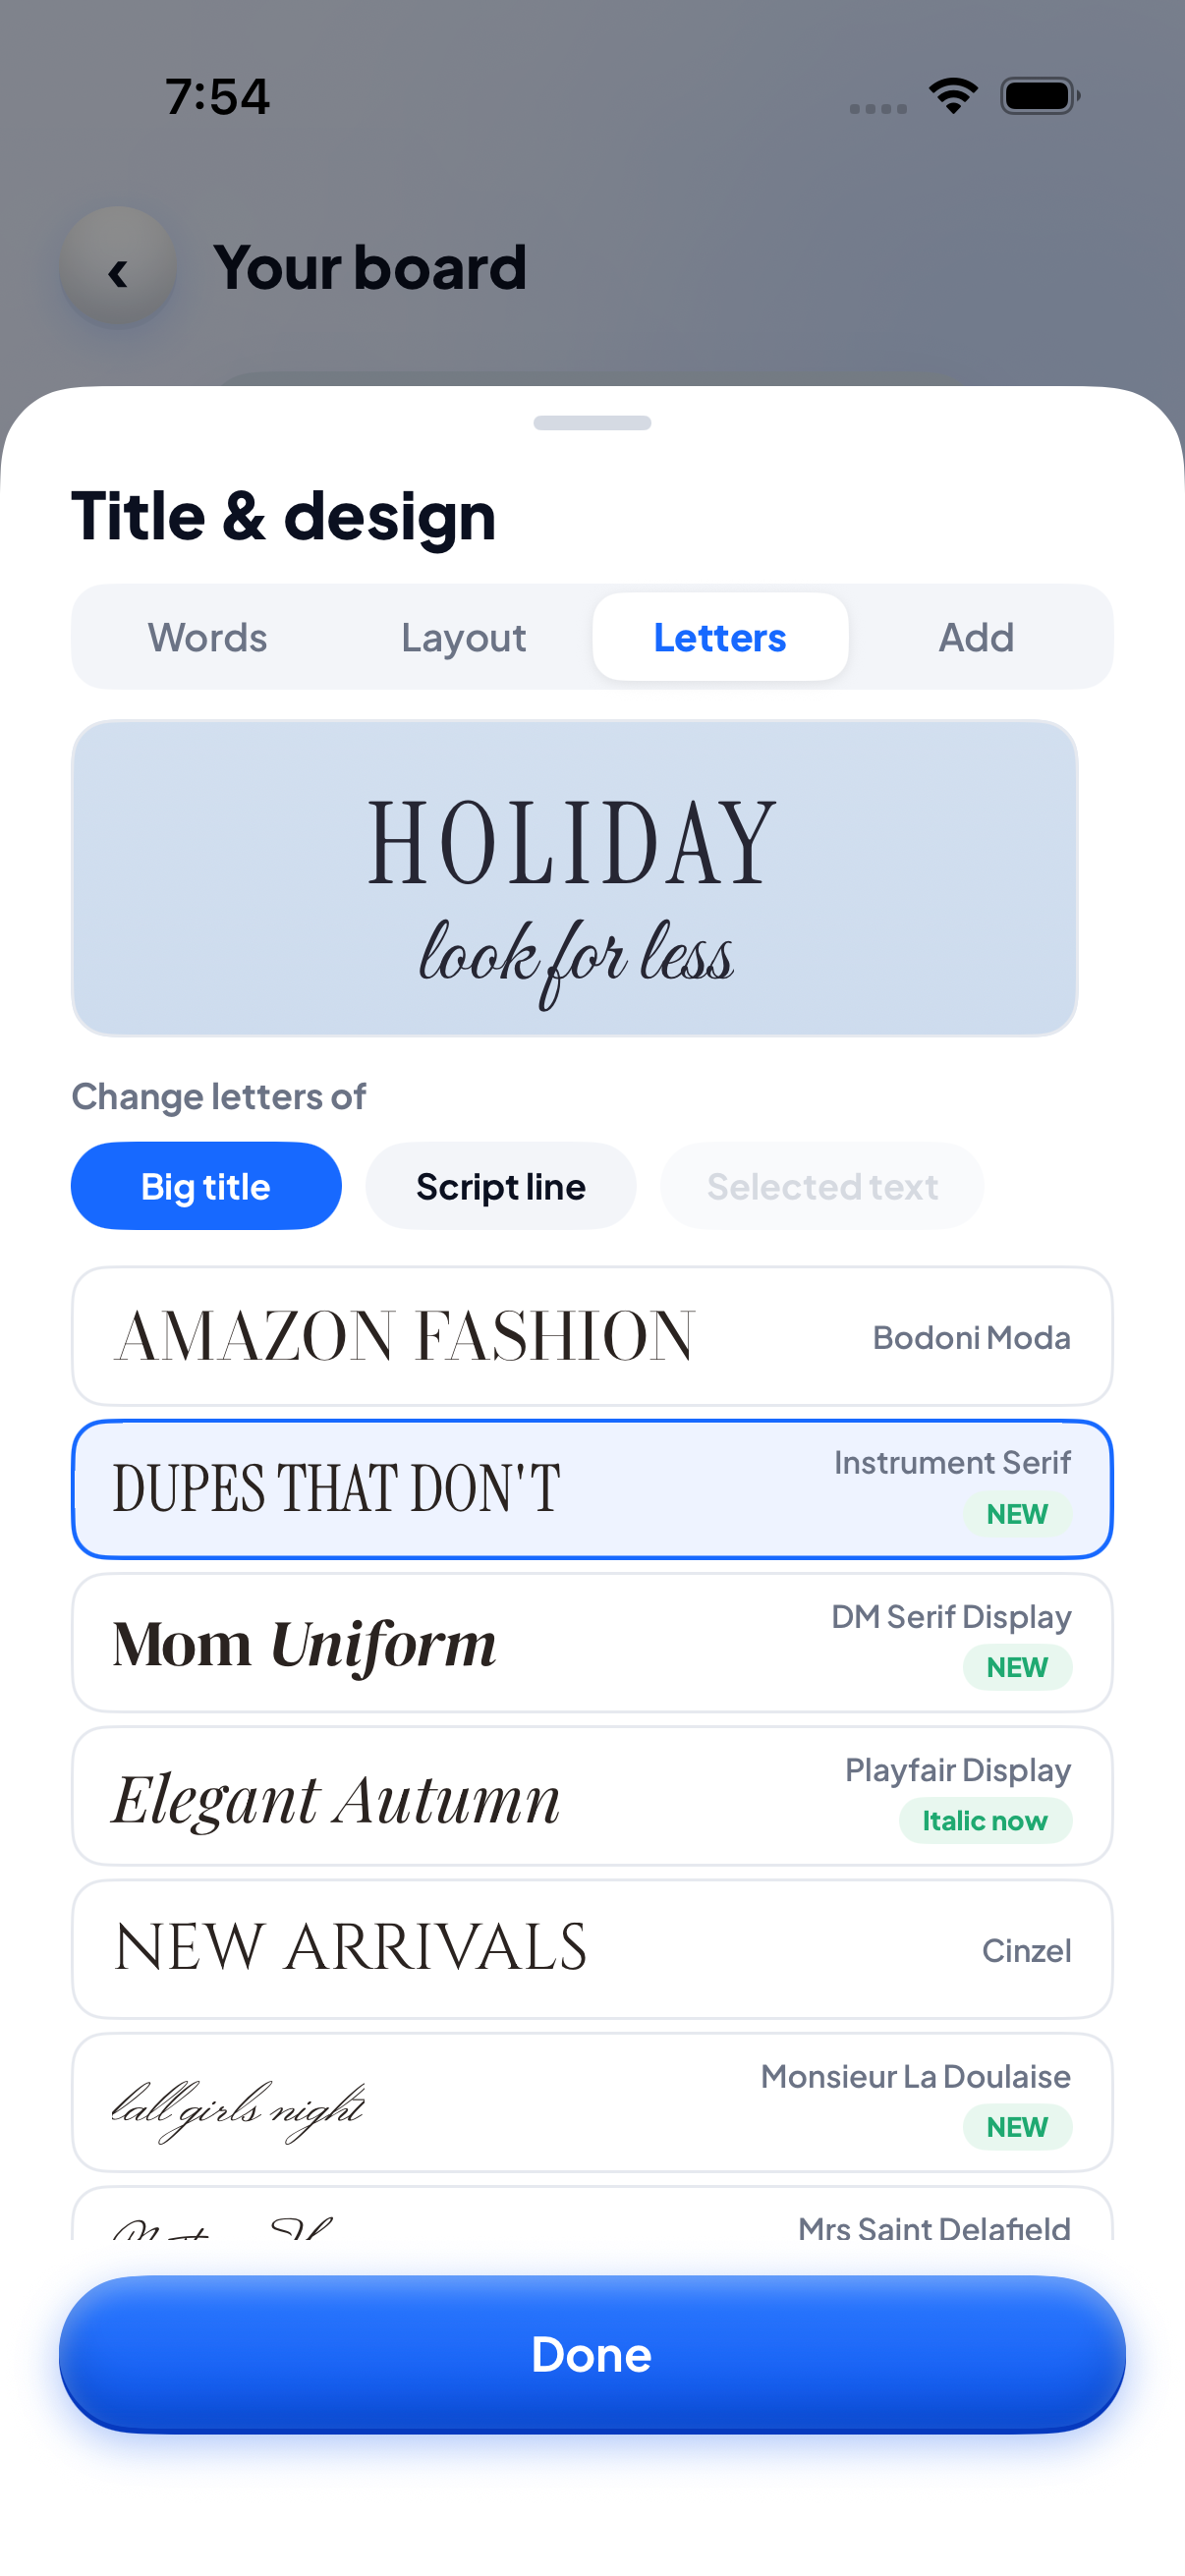 7:54
‹ Your board
Title & design
Words Layout Letters Add
HOLIDAY
look for less
Change letters of
Big title Script line Selected text
AMAZON FASHION Bodoni Moda
DUPES THAT DON'T Instrument Serif
NEW
Mom Uniform DM Serif Display
NEW
Elegant Autumn Playfair Display
Italic now
NEW ARRIVALS Cinzel
girls night Monsieur La Doulaise
NEW
Mrs Saint Delafield
Done